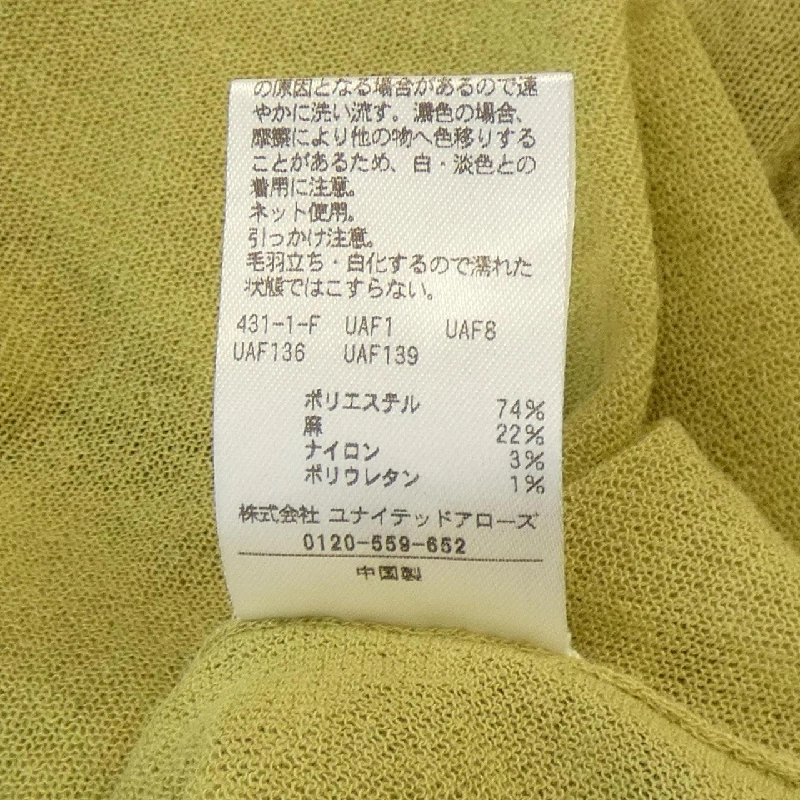 の原因となる場合があるので速
やかに洗い流す。濃色の場合、
摩擦により他の物へ色移りする
ことがあるため、白・淡色との
着用に注意。
ネット使用。
引っかけ注意。
毛羽立ち・白化するので濡れた
状態ではこすらない。
431-1-F UAF1 UAF8
UAF136 UAF139
ポリエステル 74%
麻 22%
ナイロン 3%
ポリウレタン 1%
株式会社 ユナイテッドアローズ
0120-559-652
中国製